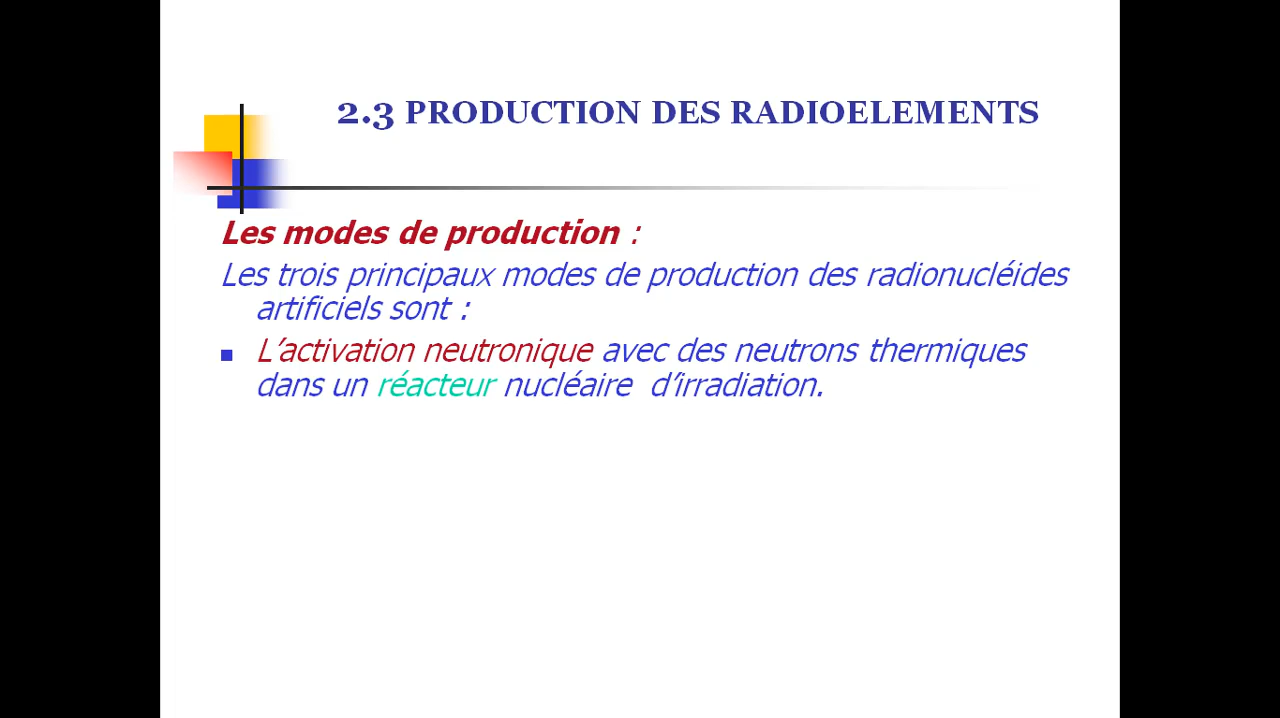 2.3 PRODUCTION DES RADIOELEMENTS
Les modes de production :
Les trois principaux modes de production des radionucléides
artificiels sont :
L'activation neutronique avec des neutrons thermiques
dans un réacteur nucléaire d'irradiation.